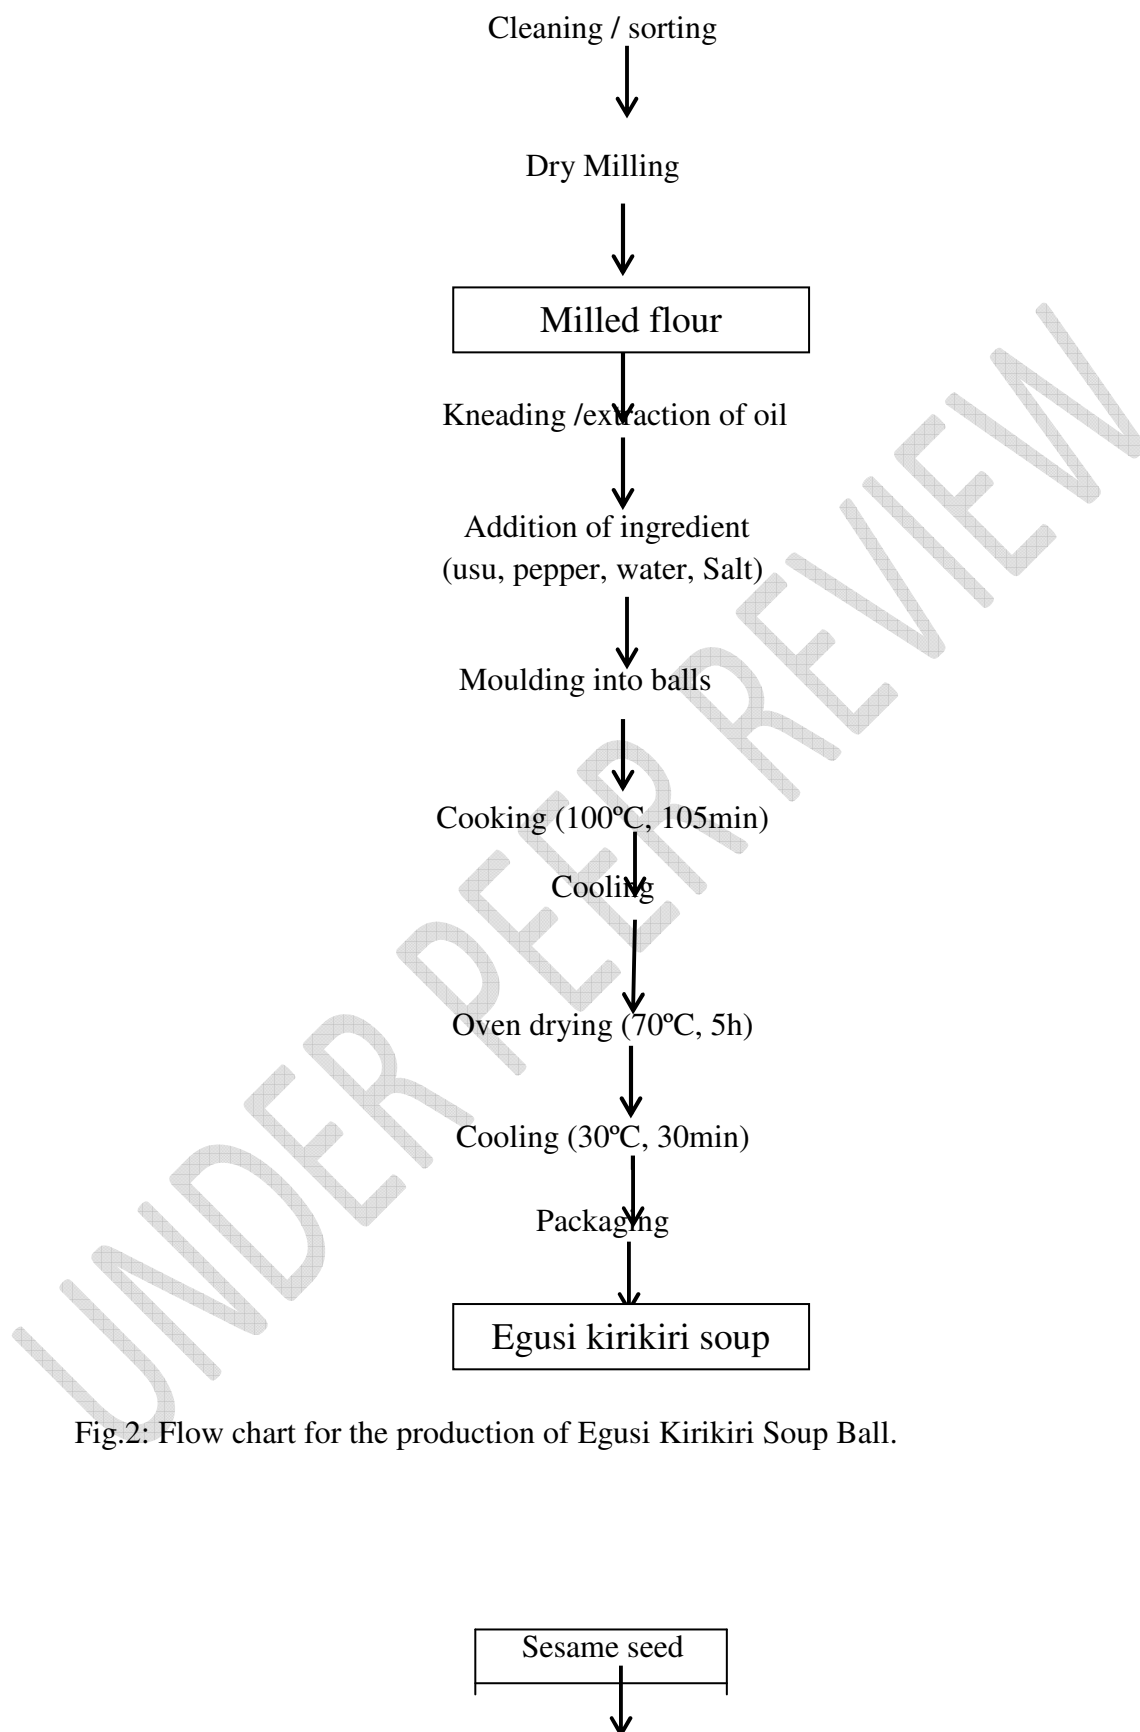 Cleaning / sorting
Dry Milling
Milled flour
Kneading /extraction of oil
Addition of ingredient
(usu, pepper, water, Salt)
Moulding into balls
Cooking (100ºC, 105min)
Cooling
Oven drying (70ºC, 5h)
Cooling (30ºC, 30min)
Packaging
Egusi kirikiri soup
Fig.2: Flow chart for the production of Egusi Kirikiri Soup Ball.
Sesame seed
UNDER PEER REVIEW